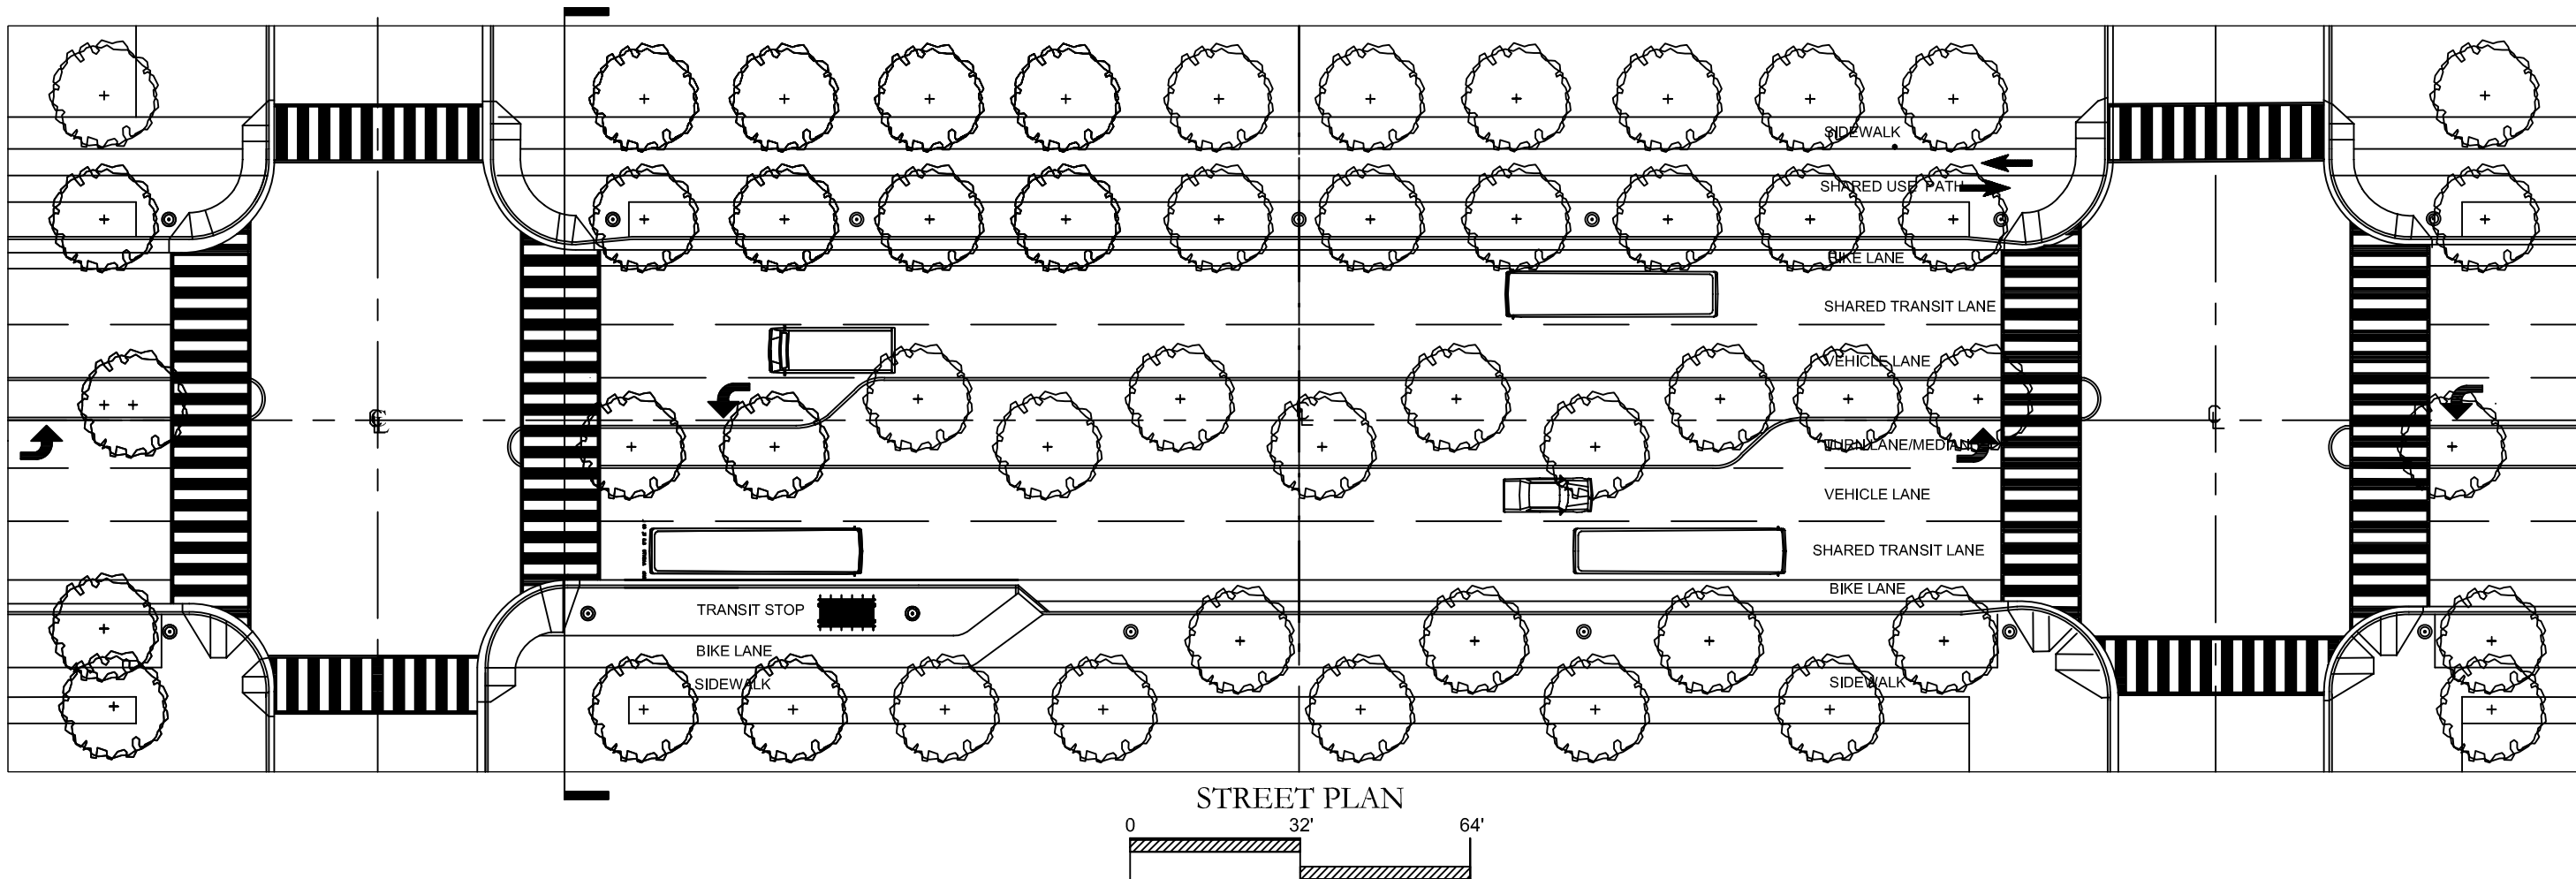 SIDEWALK
SHARED USE PATH
BIKE LANE
SHARED TRANSIT LANE
VEHICLE LANE
TURN LANE/MEDIAN
VEHICLE LANE
SHARED TRANSIT LANE
BIKE LANE
TRANSIT STOP
BIKE LANE
SIDEWALK
SIDEWALK
STREET PLAN
0 32' 64'